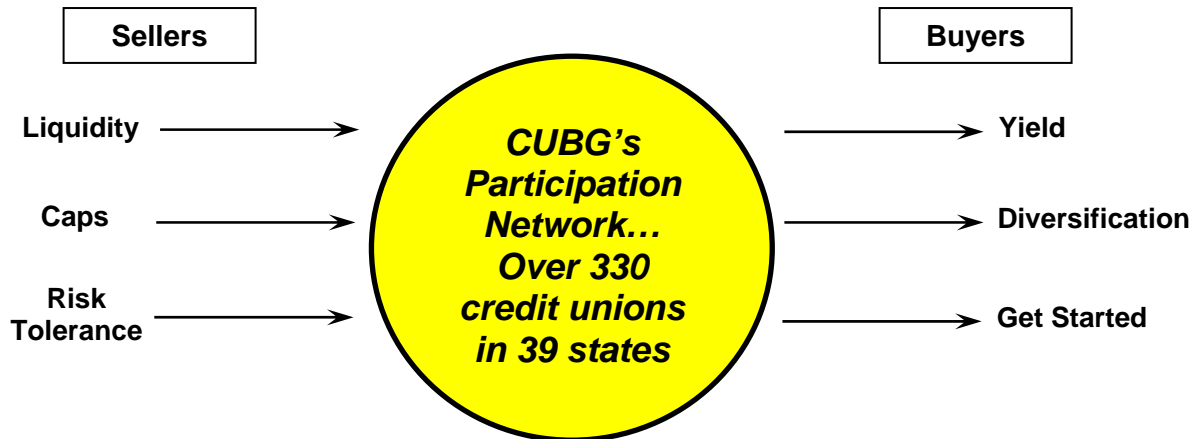 Sellers
Buyers
Liquidity
Caps
Risk
Tolerance
CUBG's
Participation
Network…
Over 330
credit unions
in 39 states
Yield
Diversification
Get Started